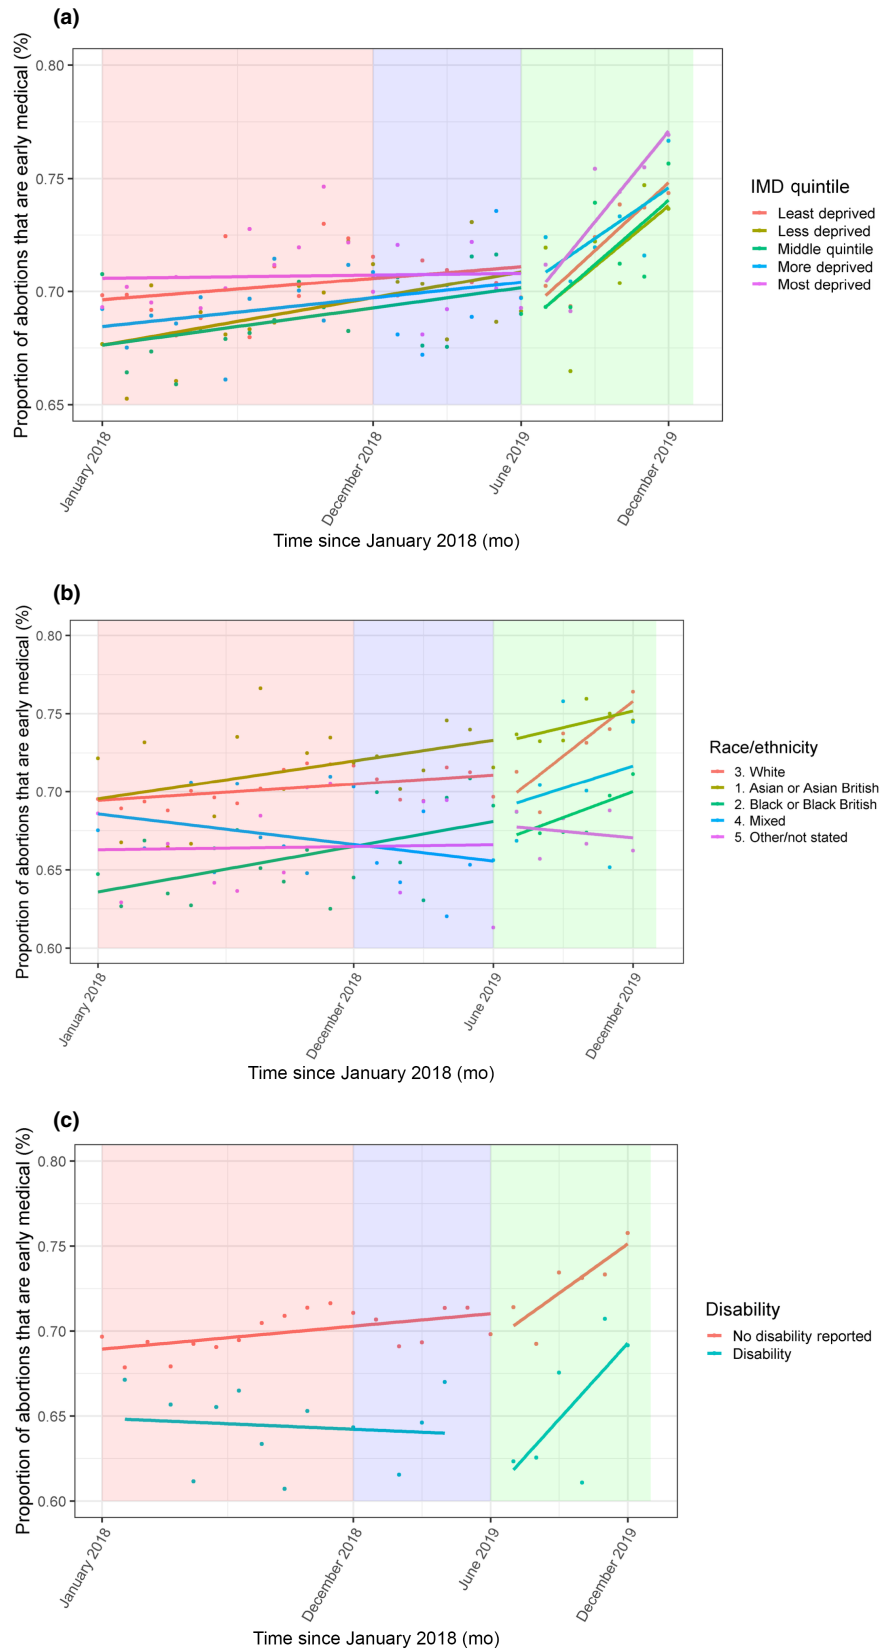 (a)
Proportion of abortions that are early medical (%)
0.80
0.75
0.70
0.65
January 2018
December 2018
June 2019
December 2019
Time since January 2018 (mo)
IMD quintile
Least deprived
Less deprived
Middle quintile
More deprived
Most deprived
(b)
Proportion of abortions that are early medical (%)
0.80
0.75
0.70
0.65
0.60
January 2018
December 2018
June 2019
December 2019
Time since January 2018 (mo)
Race/ethnicity
3. White
1. Asian or Asian British
2. Black or Black British
4. Mixed
5. Other/not stated
(c)
Proportion of abortions that are early medical (%)
0.80
0.75
0.70
0.65
0.60
January 2018
December 2018
June 2019
December 2019
Time since January 2018 (mo)
Disability
No disability reported
Disability